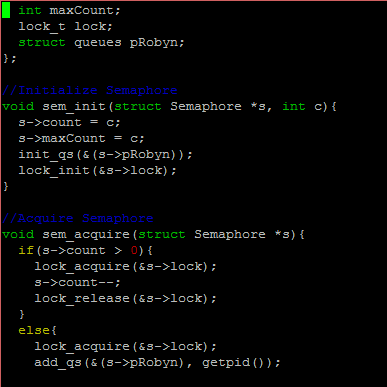 int maxCount;
lock_t lock;
struct queues pRobyn;
};
//Initialize Semaphore
void sem_init(struct Semaphore *s, int c){
s->count = c;
s->maxCount = c;
init_qs(&(s->pRobyn));
lock_init(&s->lock);
}
//Acquire Semaphore
void sem_acquire(struct Semaphore *s){
if(s->count > 0){
lock_acquire(&s->lock);
s->count--;
lock_release(&s->lock);
}
else{
lock_acquire(&s->lock);
add_qs(&(s->pRobyn), getpid());